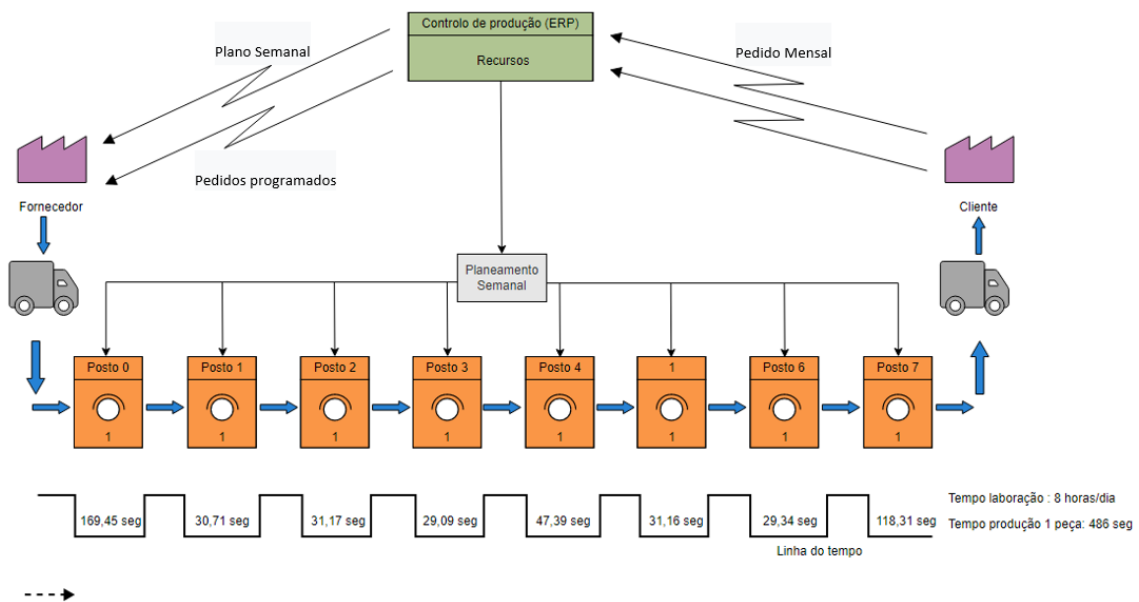 Controlo de produção (ERP)
Recursos
Plano Semanal
Pedido Mensal
Pedidos programados
Fornecedor
Cliente
Planeamento
Semanal
Posto 0
Posto 1
Posto 2
Posto 3
Posto 4
1
Posto 6
Posto 7
1
1
1
1
1
1
1
1
169,45 seg
30,71 seg
31,17 seg
29,09 seg
47,39 seg
31,16 seg
29,34 seg
118,31 seg
Tempo laboração : 8 horas/dia
Tempo produção 1 peça: 486 seg
Linha do tempo